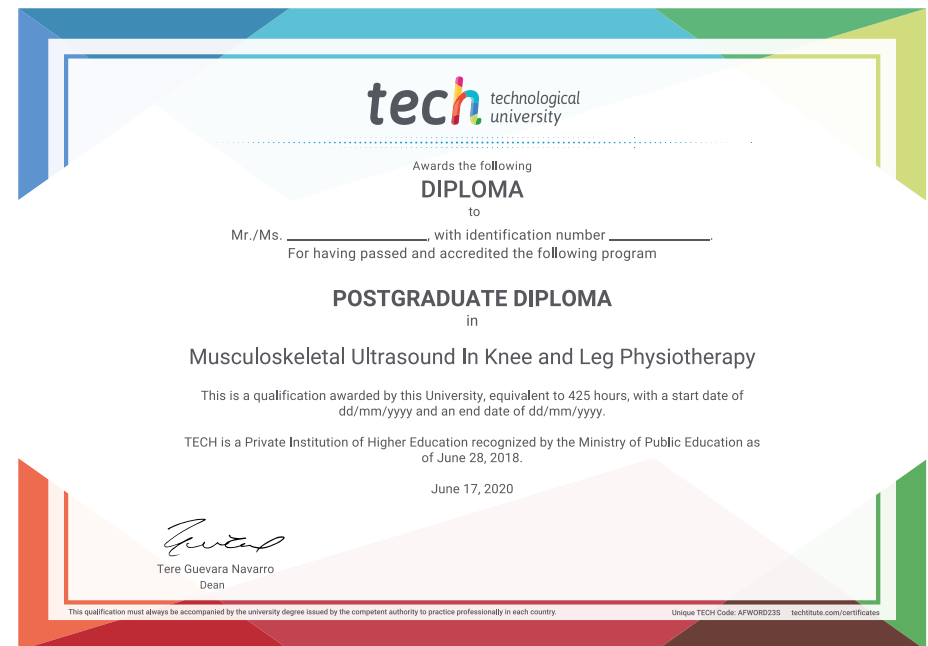 tech technological
university
Awards the following
DIPLOMA
to
Mr./Ms. ____________________, with identification number ______________.
For having passed and accredited the following program
POSTGRADUATE DIPLOMA
in
Musculoskeletal Ultrasound In Knee and Leg Physiotherapy
This is a qualification awarded by this University, equivalent to 425 hours, with a start date of
dd/mm/yyyy and an end date of dd/mm/yyyy.
TECH is a Private Institution of Higher Education recognized by the Ministry of Public Education as
of June 28, 2018.
June 17, 2020
Tere Guevara Navarro
Dean
This qualification must always be accompanied by the university degree issued by the competent authority to practice professionally in each country. Unique TECH Code: AFWORD23S techtitute.com/certificates